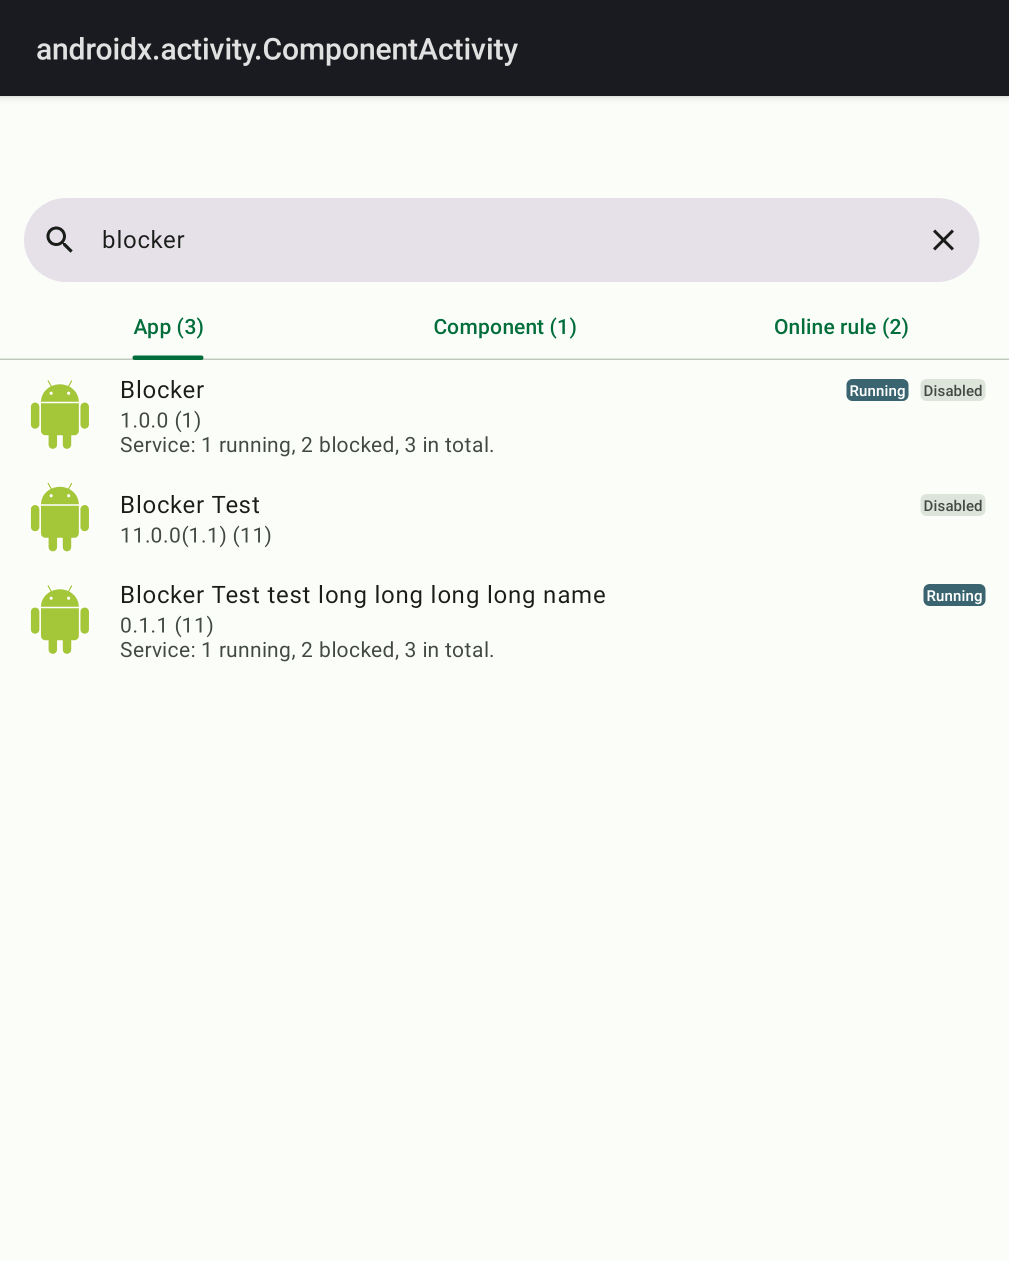 androidx.activity.ComponentActivity
blocker
App (3) Component (1) Online rule (2)
Blocker Running Disabled
1.0.0 (1)
Service: 1 running, 2 blocked, 3 in total.
Blocker Test Disabled
11.0.0(1.1) (11)
Blocker Test test long long long long name Running
0.1.1 (11)
Service: 1 running, 2 blocked, 3 in total.